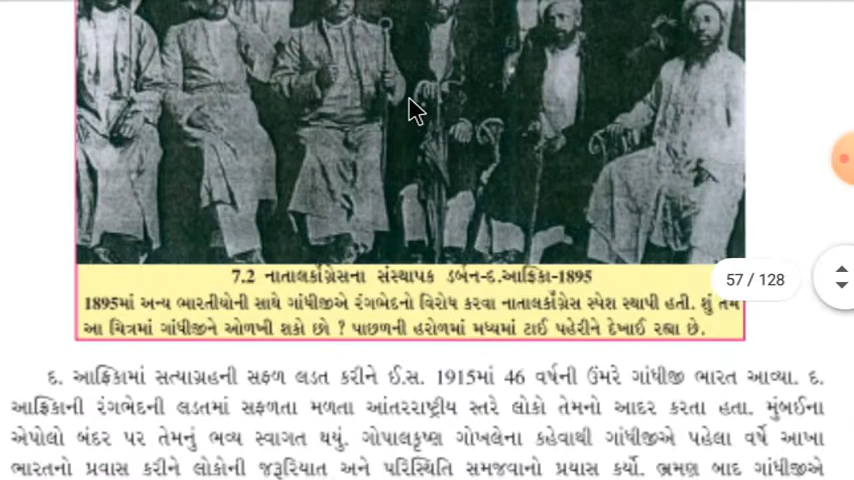 7.2 નાતાલકોંગ્રેસના સંસ્થાપક ડર્બન-દ.આફ્રિકા-1895
57 / 128
1895માં અન્ય ભારતીયોની સાથે ગાંધીજીએ રંગભેદનો વિરોધ કરવા નાતાલકોંગ્રેસ સ્પેશ સ્થાપી હતી. શું તમે
આ ચિત્રમાં ગાંધીજીને ઓળખી શકો છો ? પાછળની હરોળમાં મધ્યમાં ટાઈ પહેરીને દેખાઈ રહ્યા છે.
દ. આફ્રિકામાં સત્યાગ્રહની સફળ લડત કરીને ઈ.સ. 1915માં 46 વર્ષની ઉંમરે ગાંધીજી ભારત આવ્યા. દ.
આફ્રિકાની રંગભેદની લડતમાં સફળતા મળતા આંતરરાષ્ટ્રીય સ્તરે લોકો તેમનો આદર કરતા હતા. મુંબઈના
એપોલો બંદર પર તેમનું ભવ્ય સ્વાગત થયું. ગોપાલકૃષ્ણ ગોખલેના કહેવાથી ગાંધીજીએ પહેલા વર્ષે આખા
ભારતનો પ્રવાસ કરીને લોકોની જરૂરિયાત અને પરિસ્થિતિ સમજવાનો પ્રયાસ કર્યો. ભ્રમણ બાદ ગાંધીજીએ